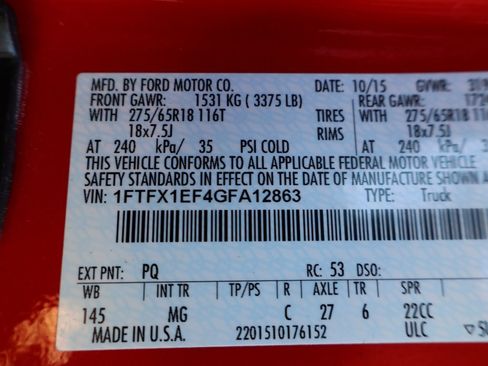 MFD. BY FORD MOTOR CO. DATE: 10/15 GVWR:
FRONT GAWR: 1531 KG ( 3375 LB) REAR GAWR:
WITH 275/65R18 116T TIRES WITH 275/65R18
18x7.5J RIMS 18x7.5J
AT 240 kPa/ 35 PSI COLD AT 240 kPa/
THIS VEHICLE CONFORMS TO ALL APPLICABLE FEDERAL MOTOR VEHICLE
SAFETY STANDARDS IN EFFECT ON THE DATE OF MANUFACTURE SHOWN
VIN: 1FTFX1EF4GFA12863 TYPE: Truck
EXT PNT: PQ RC: 53 DSO:
WB INT TR TP/PS R AXLE TR SPR
145 MG C 27 6 22CC
MADE IN U.S.A. 2201510176152 ULC